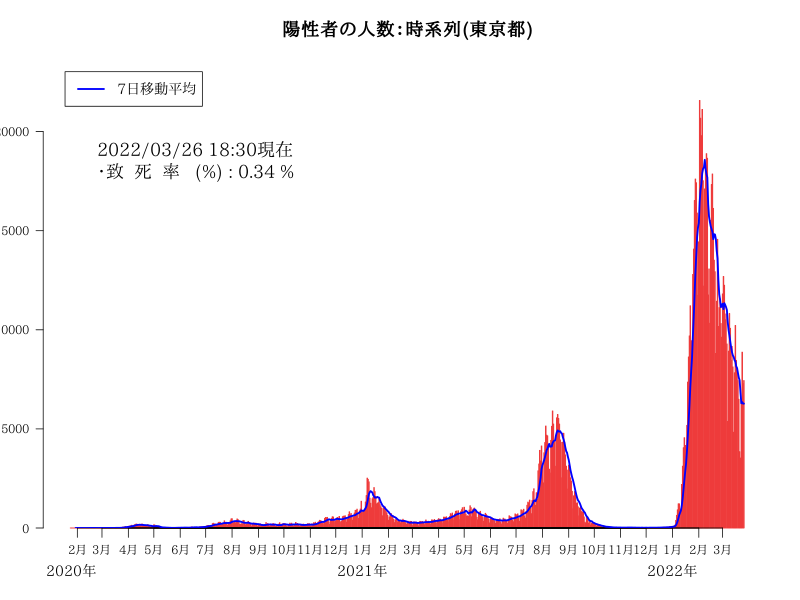 陽性者の人数:時系列(東京都)
7日移動平均
2022/03/26 18:30現在
・致 死 率 (%) : 0.34 %
0000
5000
0000
5000
0
2月 3月 4月 5月 6月 7月 8月 9月 10月 11月 12月 1月 2月 3月 4月 5月 6月 7月 8月 9月 10月 11月 12月 1月 2月 3月
2020年 2021年 2022年